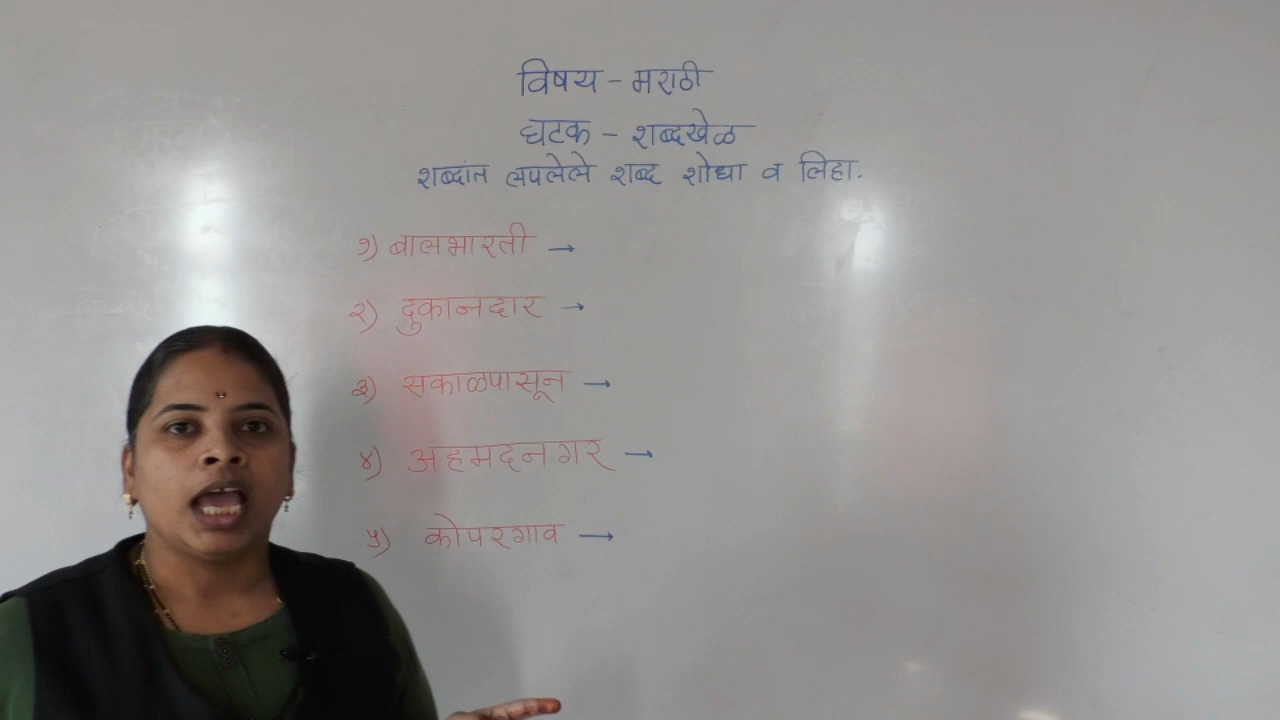 विषय - मराठी
घटक - शब्दखेळ
शब्दांत लपलेले शब्द शोधा व लिहा.
१) बालभारती →
२) दुकानदार →
३) सकाळपासून →
४) अहमदनगर →
५) कोपरगाव →